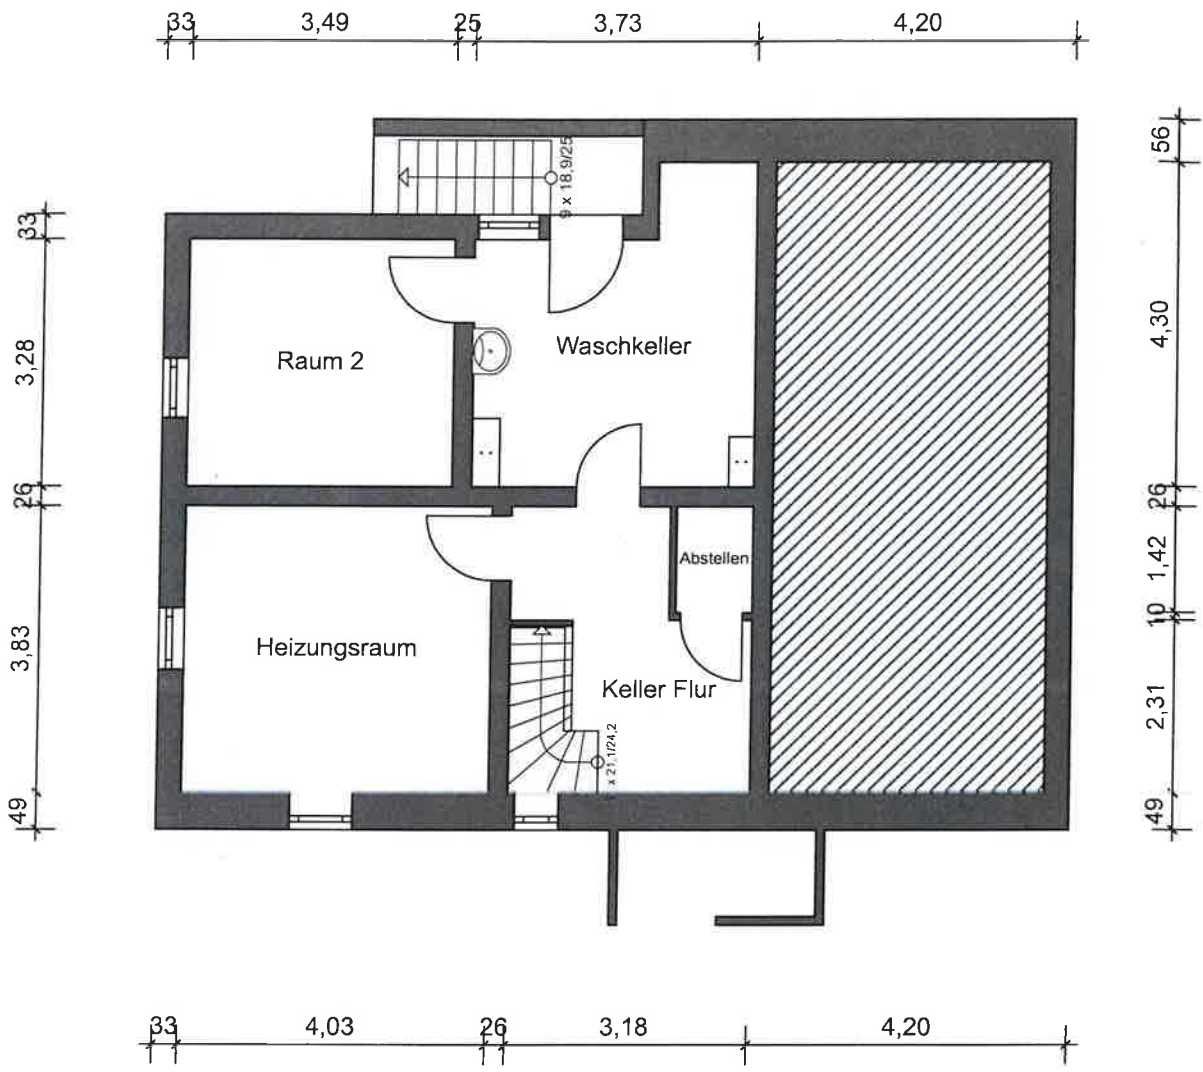 33 3,49 25 3,73 4,20
56
9 x 18,9/25
33
4,30
3,28
Raum 2
Waschkeller
26
26
1,42
Abstellen
10
3,83
Heizungsraum
Keller Flur
2,31
x 21,1/24,2
49
49
33 4,03 26 3,18 4,20